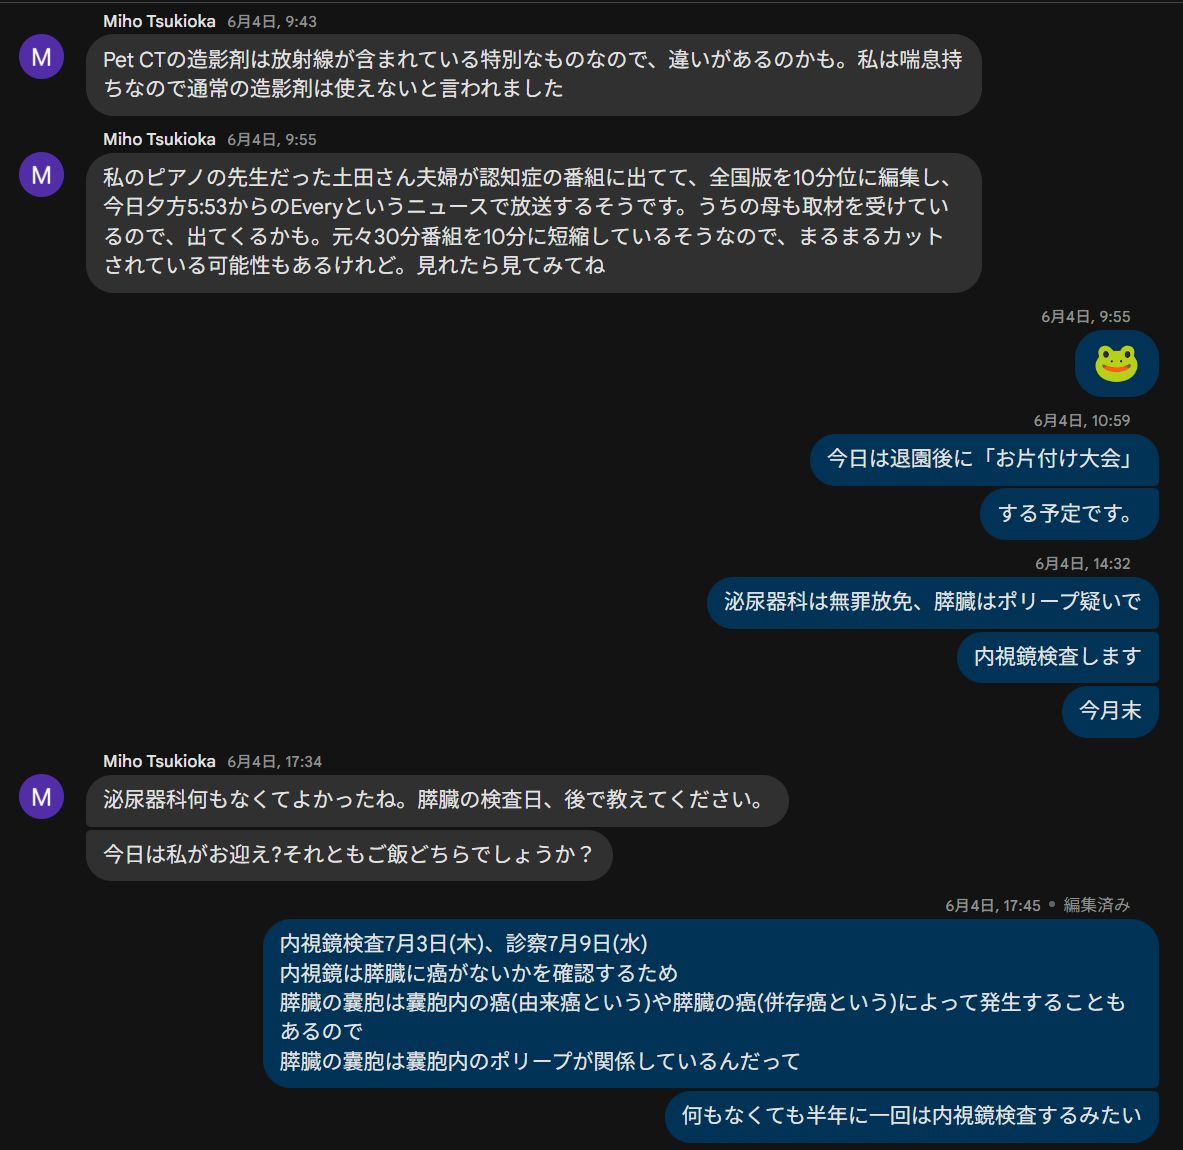 Miho Tsukioka 6月4日, 9:43
M
Pet CTの造影剤は放射線が含まれている特別なものなので、違いがあるのかも。私は喘息持
ちなので通常の造影剤は使えないと言われました
Miho Tsukioka 6月4日, 9:55
M
私のピアノの先生だった土田さん夫婦が認知症の番組に出てて、全国版を10分位に編集し、
今日夕方5:53からのEveryというニュースで放送するそうです。うちの母も取材を受けてい
るので、出てくるかも。元々30分番組を10分に短縮しているそうなので、まるまるカット
されている可能性もあるけれど。見れたら見てみてね
6月4日, 9:55
🐸
6月4日, 10:59
今日は退園後に「お片付け大会」
する予定です。
6月4日, 14:32
泌尿器科は無罪放免、膵臓はポリープ疑いで
内視鏡検査します
今月末
Miho Tsukioka 6月4日, 17:34
M
泌尿器科何もなくてよかったね。膵臓の検査日、後で教えてください。
今日は私がお迎え?それともご飯どちらでしょうか？
6月4日, 17:45 • 編集済み
内視鏡検査7月3日(木)、診察7月9日(水)
内視鏡は膵臓に癌がないかを確認するため
膵臓の嚢胞は嚢胞内の癌(由来癌という)や膵臓の癌(併存癌という)によって発生することも
あるので
膵臓の嚢胞は嚢胞内のポリープが関係しているんだって
何もなくても半年に一回は内視鏡検査するみたい